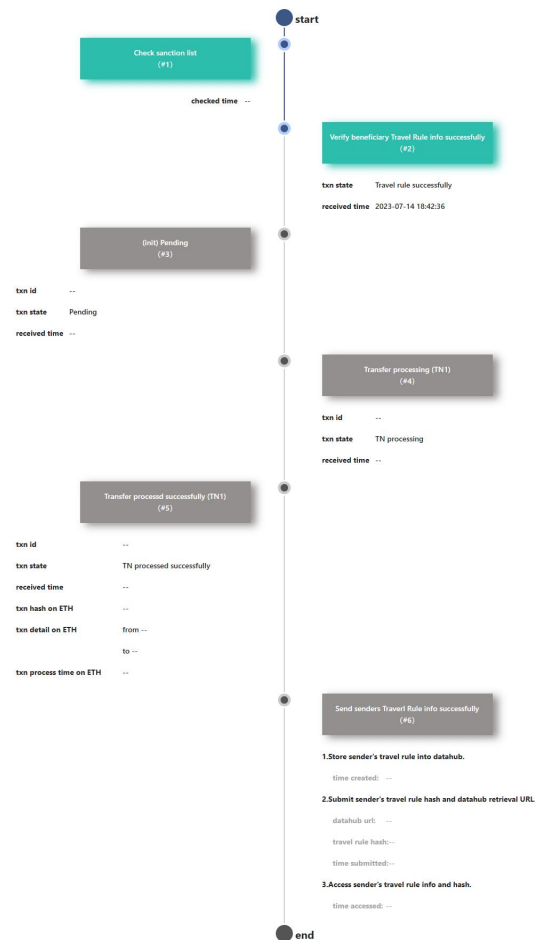 start
Check sanction list
(#1)
checked time --
Verify beneficiary Travel Rule info successfully
(#2)
txn state Travel rule successfully
received time 2023-07-14 18:42:36
(init) Pending
(#3)
txn id --
txn state Pending
received time --
Transfer processing (TN1)
(#4)
txn id --
txn state TN processing
received time --
Transfer processd successfully (TN1)
(#5)
txn id --
txn state TN processed successfully
received time --
txn hash on ETH --
txn detail on ETH from --
to --
txn process time on ETH --
Send senders Traverl Rule info successfully
(#6)
1.Store sender's travel rule into datahub.
time created: --
2.Submit sender's travel rule hash and datahub retrieval URL
datahub url: --
travel rule hash:--
time submitted:--
3.Access sender's travel rule info and hash.
time accessed: --
end